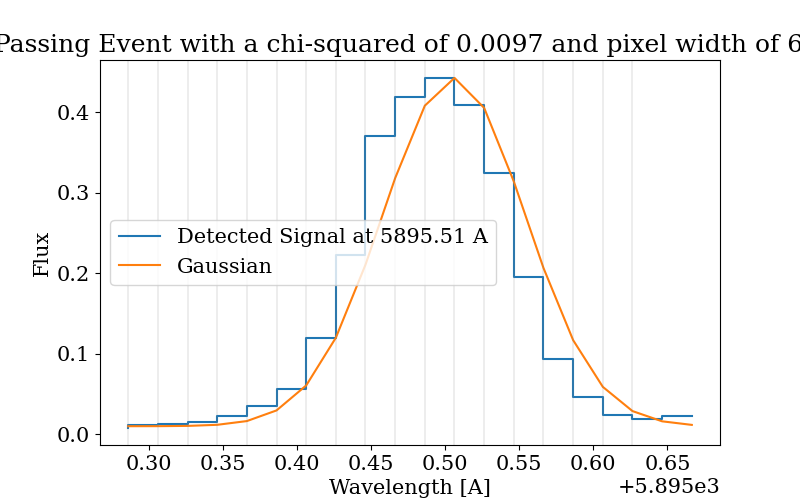 Passing Event with a chi-squared of 0.0097 and pixel width of 6
0.4
0.3
0.2
0.1
0.0
Flux
Detected Signal at 5895.51 A
Gaussian
0.30 0.35 0.40 0.45 0.50 0.55 0.60 0.65
Wavelength [A]
+5.895e3